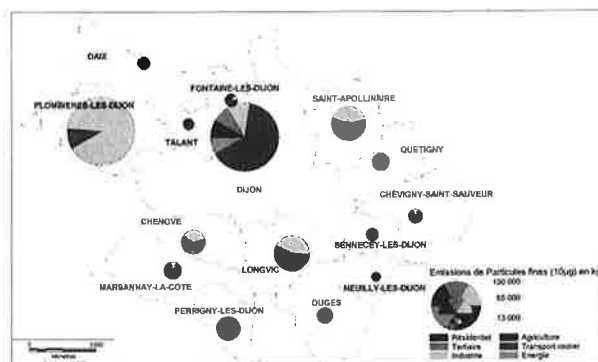 DAIX
FONTAINE-LES-DIJON
SAINT-APOLLINAIRE
PLOMBIERES-LES-DIJON
TALANT
QUETIGNY
DIJON
CHEVIGNY-SAINT-SAUVEUR
CHENOVE
SENNECEY-LES-DIJON
LONGVIC
MARSANNAY-LA-COTE
NEUILLY-LES-DIJON
OUGES
PERRIGNY-LES-DIJON
Emissions de Particules fines (10µg) en kg
130 000
65 000
13 000
Résidentiel
Agriculture
Tertiaire
Transport routier
Industrie
Energie